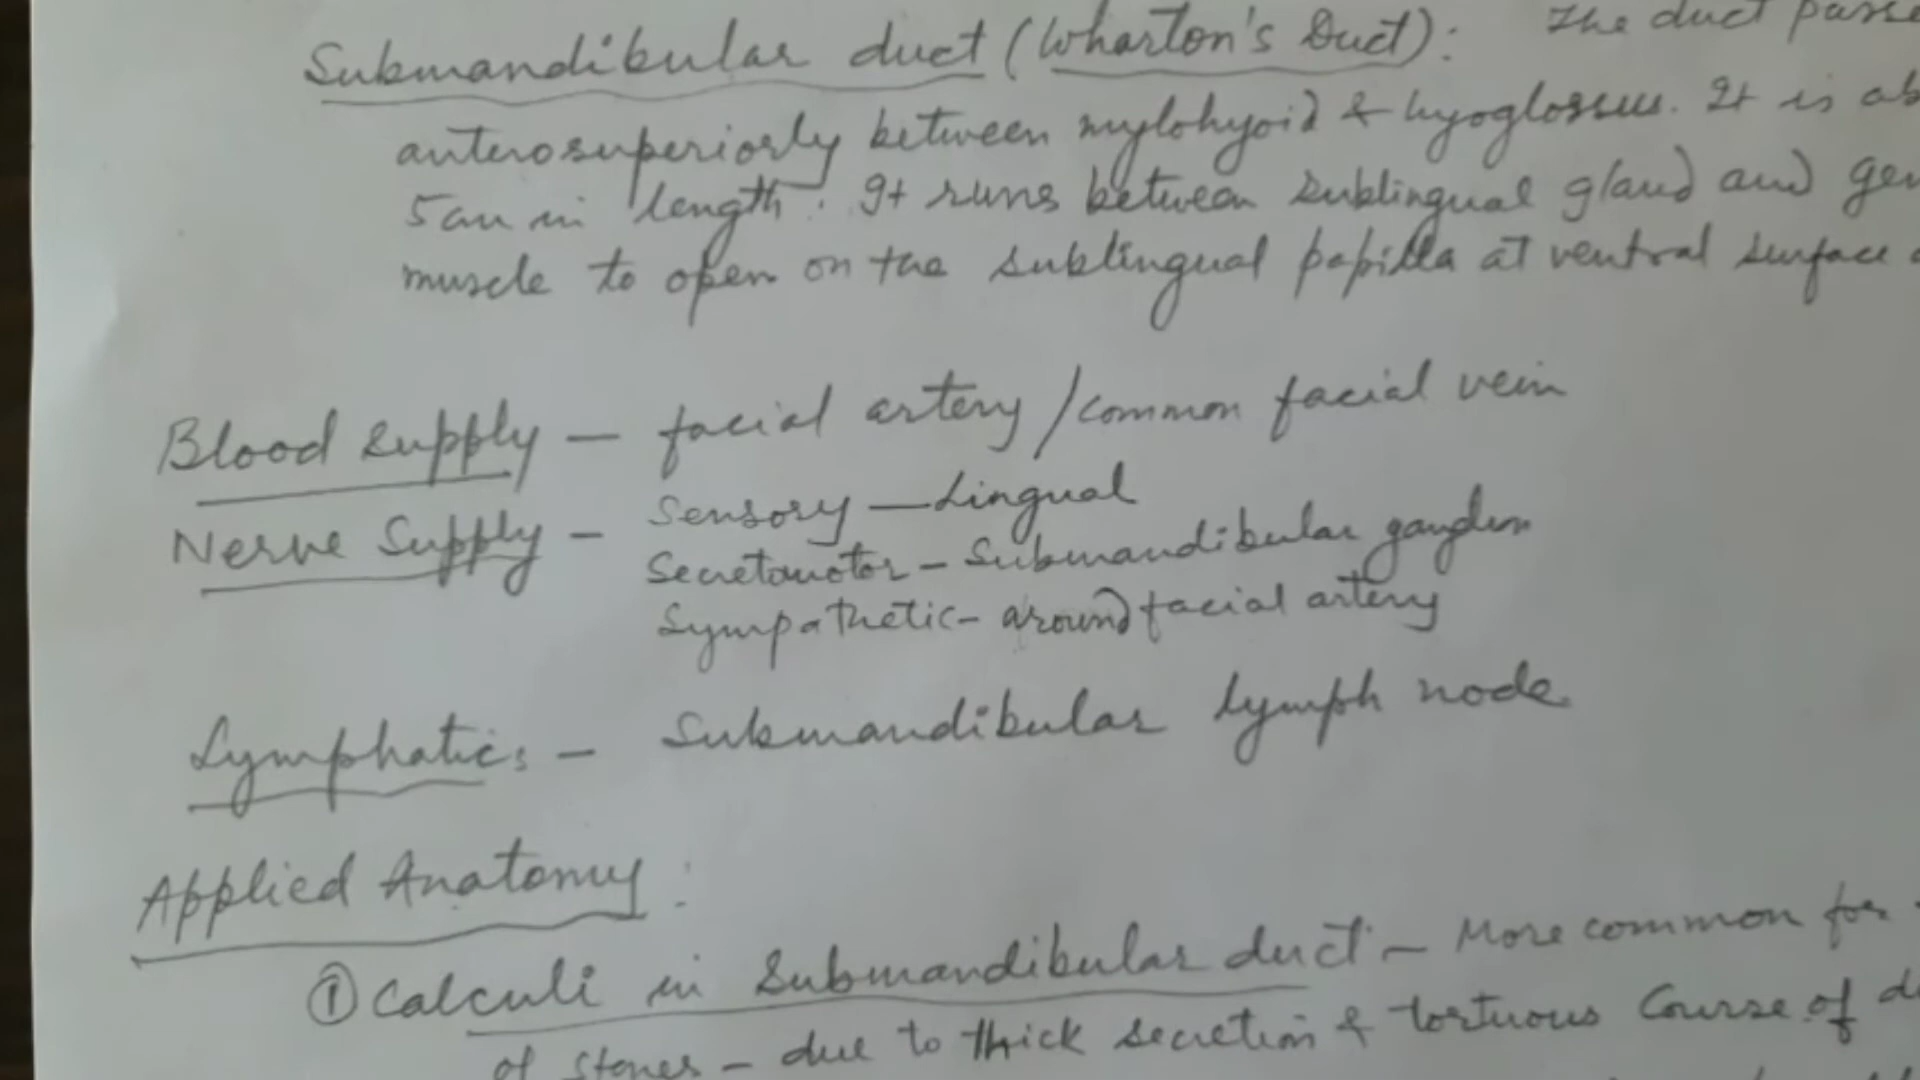 Submandibular duct (Wharton's Duct): The duct passe
anterosuperiorly between mylohyoid & hyoglossus. It is ab
5cm in length. It runs between sublingual gland and gen
muscle to open on the sublingual papilla at ventral surface
Blood Supply - facial artery / common facial vein
Nerve Supply - Sensory - Lingual
Secretomotor - Submandibular ganglion
Sympathetic - around facial artery
Lymphatics - Submandibular lymph node
Applied Anatomy:
① Calculi in Submandibular duct - More common for
of stones - due to thick secretion & tortuous course of d